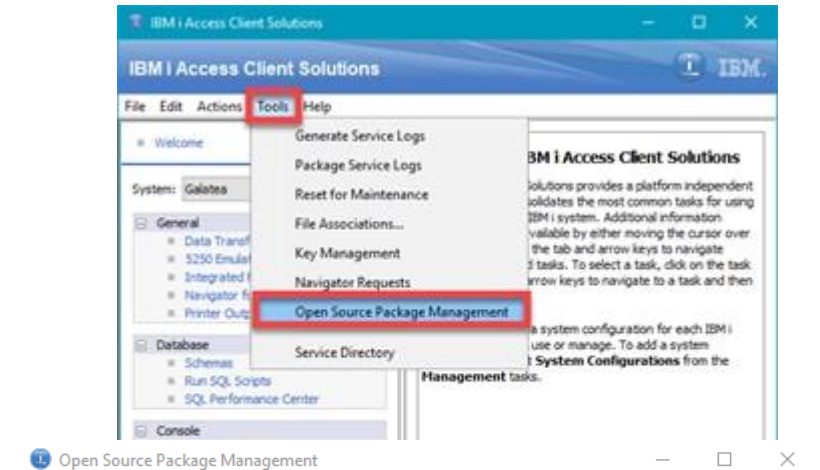 IBM i Access Client Solutions
IBM i Access Client Solutions
IBM.
File Edit Actions Tools Help
Welcome
System: Galatea
General
Data Transf
5250 Emulat
Integrated
Navigator f
Printer Outp
Database
Schemas
Run SQL Scripts
SQL Performance Center
Console
Generate Service Logs
Package Service Logs
Reset for Maintenance
File Associations...
Key Management
Navigator Requests
Open Source Package Management
Service Directory
BM i Access Client Solutions
olutions provides a platform independent
solidates the most common tasks for using
IBM i system. Additional information
vailable by either moving the cursor over
the tab and arrow keys to navigate
tasks. To select a task, click on the task
arrow keys to navigate to a task and then
a system configuration for each IBM i
use or manage. To add a system
System Configurations from the
Management tasks.
Open Source Package Management